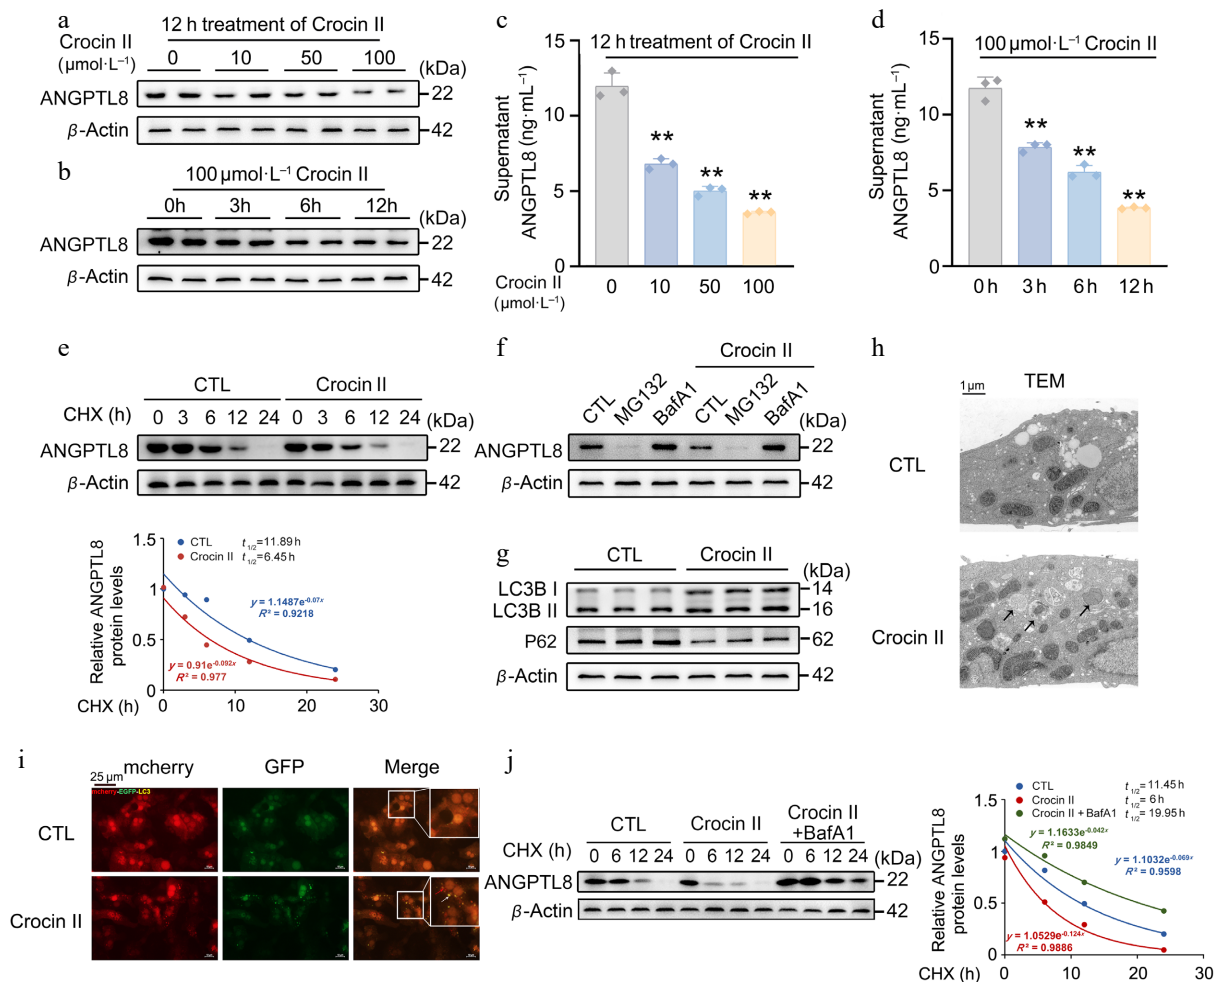 a
12 h treatment of Crocin II
Crocin II
(μmol·L⁻¹)
0 10 50 100
(kDa)
ANGPTL8
22
β-Actin
42
b
100 μmol·L⁻¹ Crocin II
0h 3h 6h 12h
(kDa)
ANGPTL8
22
β-Actin
42
c
12 h treatment of Crocin II
Supernatant
ANGPTL8 (ng·mL⁻¹)
15
10
5
0
**
**
**
Crocin II
(μmol·L⁻¹)
0 10 50 100
d
100 μmol·L⁻¹ Crocin II
Supernatant
ANGPTL8 (ng·mL⁻¹)
15
10
5
0
**
**
**
0 h 3 h 6 h 12 h
e
CTL Crocin II
CHX (h) 0 3 6 12 24 0 3 6 12 24 (kDa)
ANGPTL8
22
β-Actin
42
Relative ANGPTL8
protein levels
1.5
1
0.5
0
CTL t 1/2=11.89 h
Crocin II t 1/2=6.45 h
y = 1.1487e-0.07x
R² = 0.9218
y = 0.91e-0.092x
R² = 0.977
CHX (h)
0 10 20 30
f
Crocin II
CTL MG132 BafA1 CTL MG132 BafA1
(kDa)
ANGPTL8
22
β-Actin
42
g
CTL Crocin II
(kDa)
LC3B I
14
LC3B II
16
P62
62
β-Actin
42
h
1 μm
TEM
CTL
Crocin II
i
25 μm
mcherry GFP Merge
mcherry-EGFP-LC3
CTL
Crocin II
j
CTL Crocin II Crocin II
+BafA1
CHX (h) 0 6 12 24 0 6 12 24 0 6 12 24 (kDa)
ANGPTL8
22
β-Actin
42
CTL t 1/2= 11.45 h
Crocin II t 1/2= 6 h
Crocin II + BafA1 t 1/2= 19.95 h
Relative ANGPTL8
protein levels
1.5
1
0.5
0
y = 1.1633e-0.042x
R² = 0.9849
y = 1.1032e-0.069x
R² = 0.9598
y = 1.0529e-0.124x
R² = 0.9886
CHX (h)
0 10 20 30